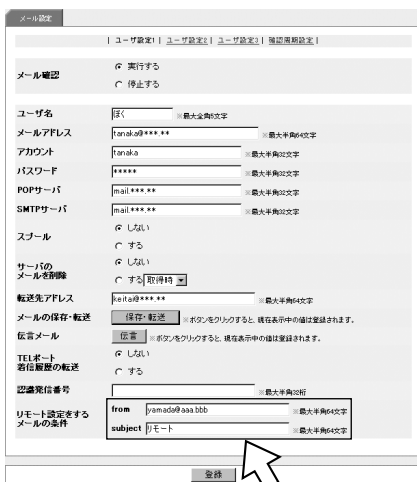 メール設定
| ユーザ設定1 | ユーザ設定2 | ユーザ設定3 | 確認周期設定 |
メール確認
実行する
停止する
ユーザ名 ぼく ※最大全角5文字
メールアドレス tanaka@***.** ※最大半角64文字
アカウント tanaka ※最大半角32文字
パスワード ***** ※最大半角32文字
POPサーバ mail.***.** ※最大半角32文字
SMTPサーバ mail.***.** ※最大半角32文字
スプール
しない
する
サーバの
メールを削除
しない
する 取得時
転送先アドレス keitai@***.** ※最大半角64文字
メールの保存・転送 保存・転送 ※ボタンをクリックすると、現在表示中の値は登録されます。
伝言メール 伝言 ※ボタンをクリックすると、現在表示中の値は登録されます。
TELポート
着信履歴の転送
しない
する
認識発信番号 ※最大半角32桁
リモート設定をする
メールの条件
from yamada@aaa.bbb ※最大半角64文字
subject リモート ※最大半角64文字
登録